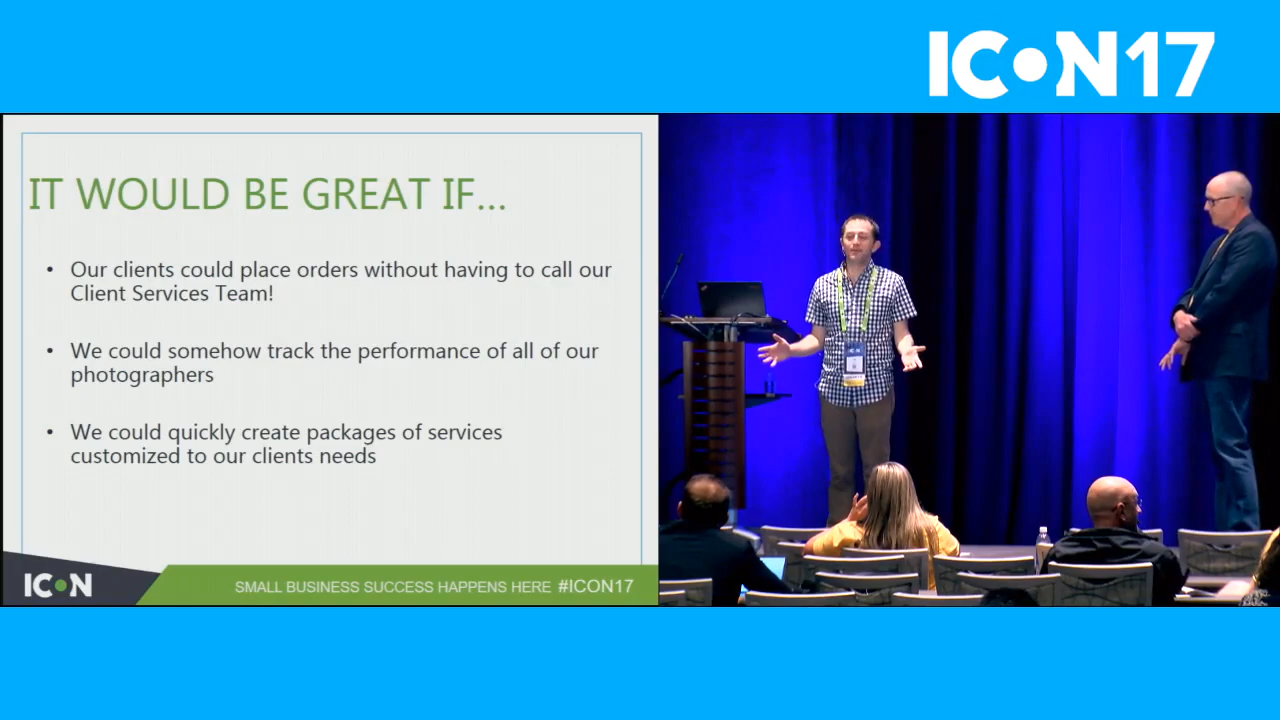 ICON17
IT WOULD BE GREAT IF...
• Our clients could place orders without having to call our
Client Services Team!
• We could somehow track the performance of all of our
photographers
• We could quickly create packages of services
customized to our clients needs
ICON
SMALL BUSINESS SUCCESS HAPPENS HERE #ICON17